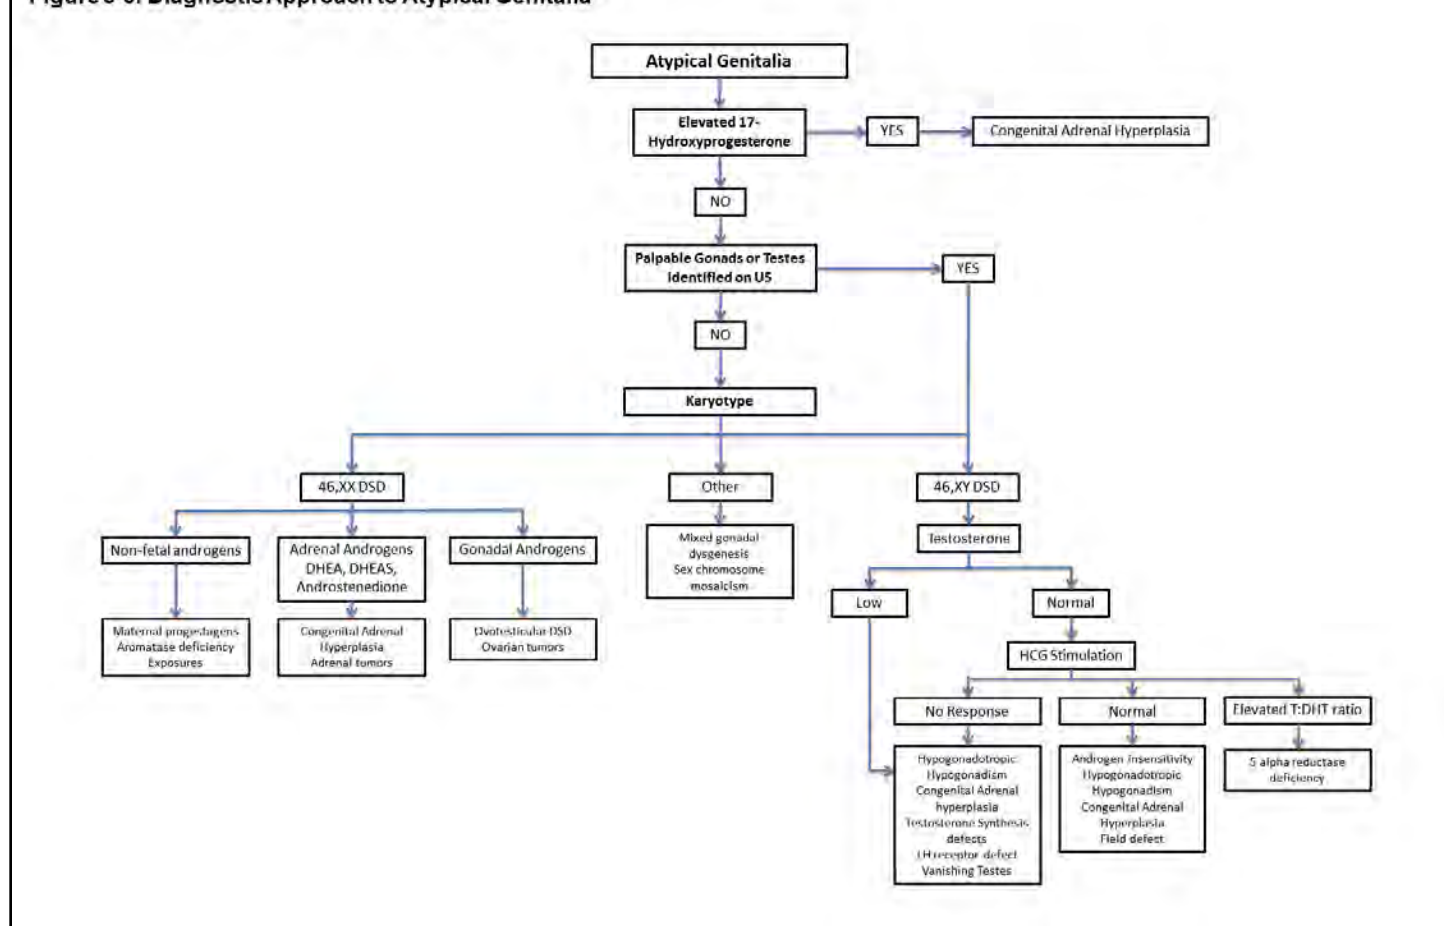 Atypical Genitalia
Elevated 17-
Hydroxyprogesterone
YES
Congenital Adrenal Hyperplasia
NO
Palpable Gonads or Testes
Identified on US
YES
NO
Karyotype
46,XX DSD
Other
46,XY DSD
Non-fetal androgens
Adrenal Androgens
DHEA, DHEAS,
Androstenedione
Gonadal Androgens
Mixed gonadal
dysgenesis
Sex chromosome
mosaicism
Testosterone
Low
Normal
Maternal progestagens
Aromatase deficiency
Exposures
Congenital Adrenal
Hyperplasia
Adrenal tumors
Ovotesticular DSD
Ovarian tumors
HCG Stimulation
No Response
Normal
Elevated T:DHT ratio
Hypogonadotropic
Hypogonadism
Congenital Adrenal
hyperplasia
Testosterone Synthesis
defects
LH receptor defect
Vanishing Testes
Androgen Insensitivity
Hypogonadotropic
Hypogonadism
Congenital Adrenal
Hyperplasia
Field defect
5 alpha reductase
deficiency